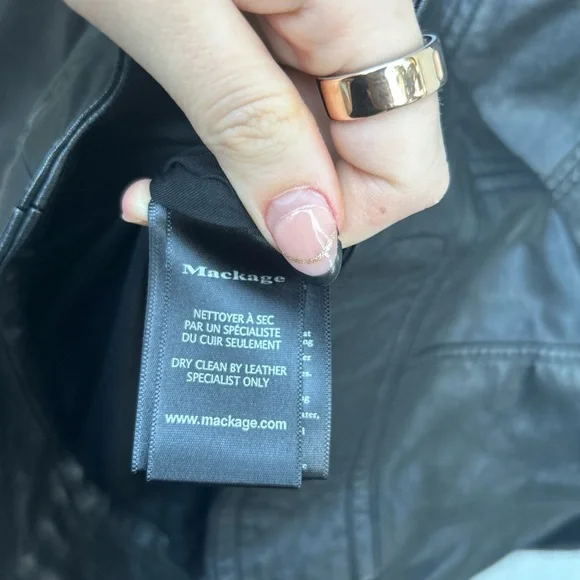 Mackage
NETTOYER À SEC
PAR UN SPÉCIALISTE
DU CUIR SEULEMENT
DRY CLEAN BY LEATHER
SPECIALIST ONLY
www.mackage.com